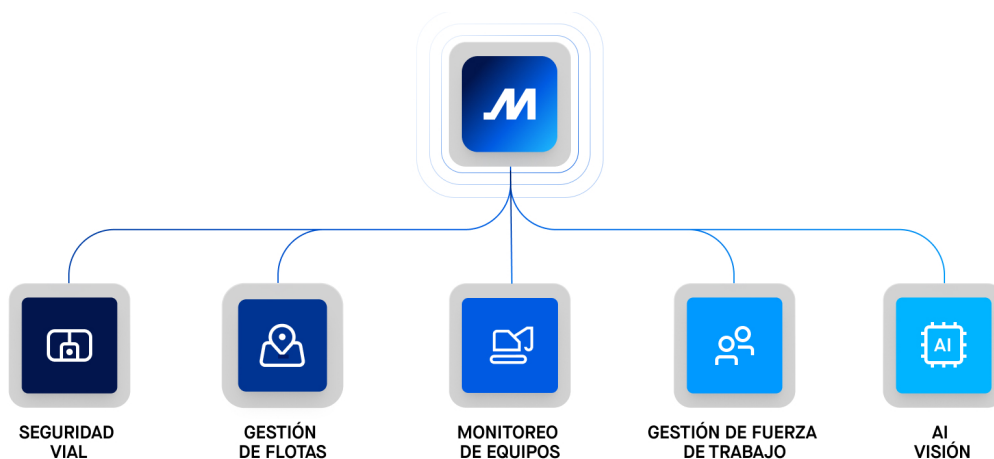 M
SEGURIDAD
VIAL
GESTIÓN
DE FLOTAS
MONITOREO
DE EQUIPOS
GESTIÓN DE FUERZA
DE TRABAJO
AI
AI
VISIÓN